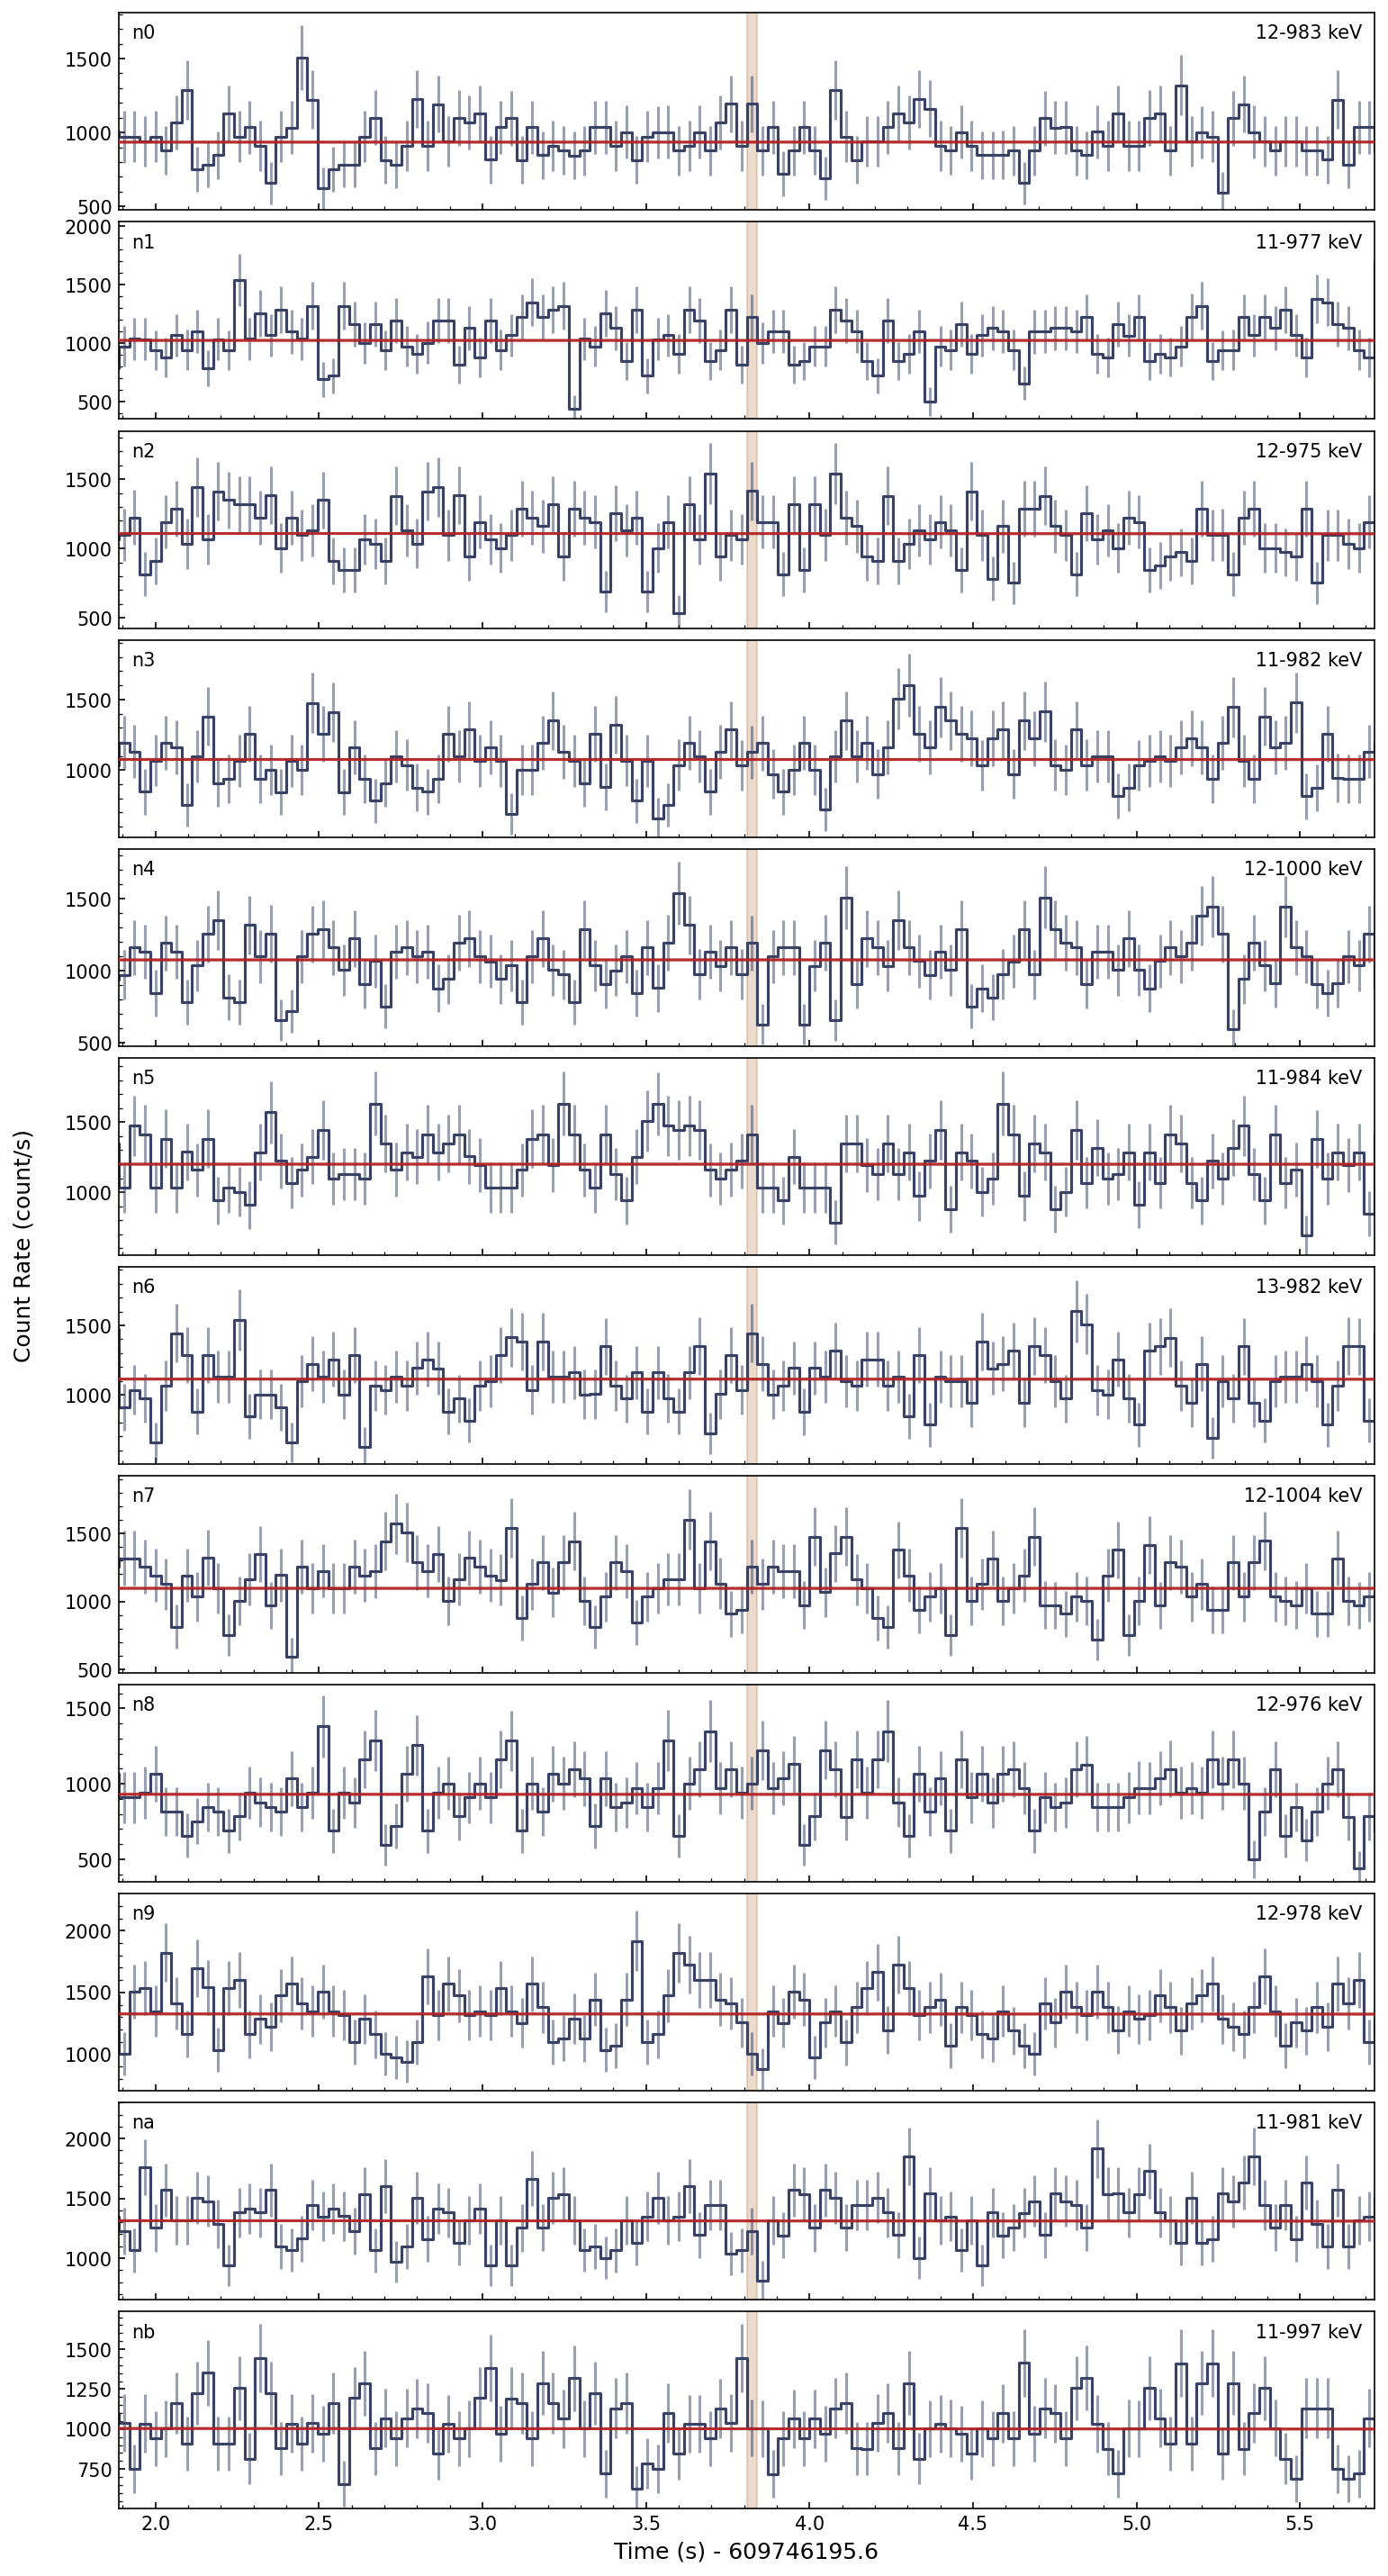 n0 12-983 keV
1500
1000
500
n1 11-977 keV
2000
1500
1000
500
n2 12-975 keV
1500
1000
500
n3 11-982 keV
1500
1000
n4 12-1000 keV
1500
1000
500
n5 11-984 keV
1500
1000
Count Rate (count/s)
n6 13-982 keV
1500
1000
n7 12-1004 keV
1500
1000
500
n8 12-976 keV
1500
1000
500
n9 12-978 keV
2000
1500
1000
na 11-981 keV
2000
1500
1000
nb 11-997 keV
1500
1250
1000
750
2.0 2.5 3.0 3.5 4.0 4.5 5.0 5.5
Time (s) - 609746195.6